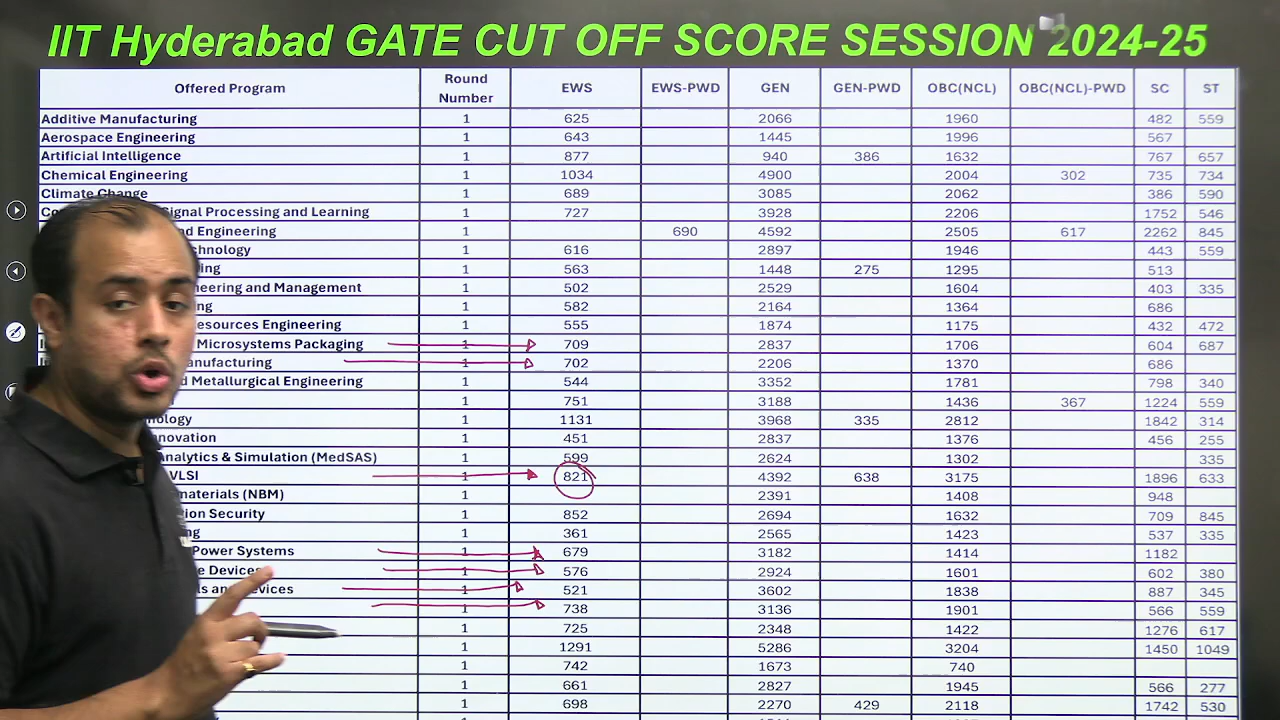 IIT Hyderabad GATE CUT OFF SCORE SESSION 2024-25
Offered Program Round Number EWS EWS-PWD GEN GEN-PWD OBC(NCL) OBC(NCL)-PWD SC ST
Additive Manufacturing 1 625 2066 1960 482 559
Aerospace Engineering 1 643 1445 1996 567
Artificial Intelligence 1 877 940 386 1632 767 657
Chemical Engineering 1 1034 4900 2004 302 735 734
Climate Change 1 689 3085 2062 386 590
Signal Processing and Learning 1 727 3928 2206 1752 546
Engineering 1 690 4592 2505 617 2262 845
1 616 2897 1946 443 559
1 563 1448 275 1295 513
and Management 1 502 2529 1604 403 335
1 582 2164 1364 686
Engineering 1 555 1874 1175 432 472
Microsystems Packaging 1 709 2837 1706 604 687
1 702 2206 1370 686
Metallurgical Engineering 1 544 3352 1781 798 340
1 751 3188 1436 367 1224 559
1 1131 3968 335 2812 1842 314
1 451 2837 1376 456 255
Analytics & Simulation (MedSAS) 1 599 2624 1302 335
VLSI 1 821 4392 638 3175 1896 633
(NBM) 1 2391 1408 948
Security 1 852 2694 1632 709 845
1 361 2565 1423 537 335
Power Systems 1 679 3182 1414 1182
Devices 1 576 2924 1601 602 380
Devices 1 521 3602 1838 887 345
1 738 3136 1901 566 559
1 725 2348 1422 1276 617
1 1291 5286 3204 1450 1049
1 742 1673 740
1 661 2827 1945 566 277
1 698 2270 429 2118 1742 530